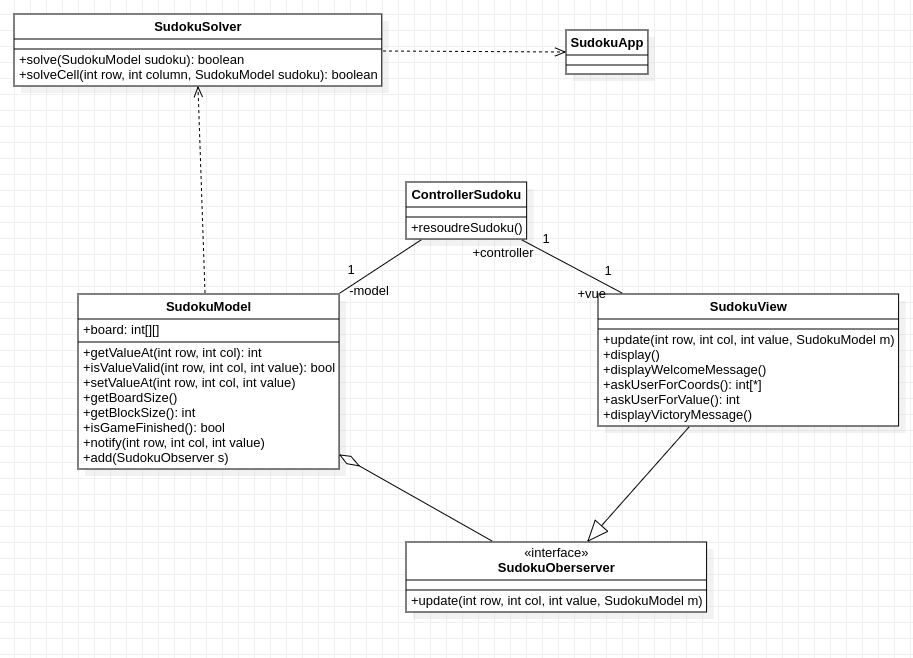 SudokuSolver
+solve(SudokuModel sudoku): boolean
+solveCell(int row, int column, SudokuModel sudoku): boolean
SudokuApp
ControllerSudoku
+resoudreSudoku()
1
+controller
1
-model
1
+vue
SudokuModel
+board: int[][]
+getValueAt(int row, int col): int
+isValueValid(int row, int col, int value): bool
+setValueAt(int row, int col, int value)
+getBoardSize()
+getBlockSize(): int
+isGameFinished(): bool
+notify(int row, int col, int value)
+add(SudokuObserver s)
SudokuView
+update(int row, int col, int value, SudokuModel m)
+display()
+displayWelcomeMessage()
+askUserForCoords(): int[*]
+askUserForValue(): int
+displayVictoryMessage()
«interface»
SudokuOberserver
+update(int row, int col, int value, SudokuModel m)